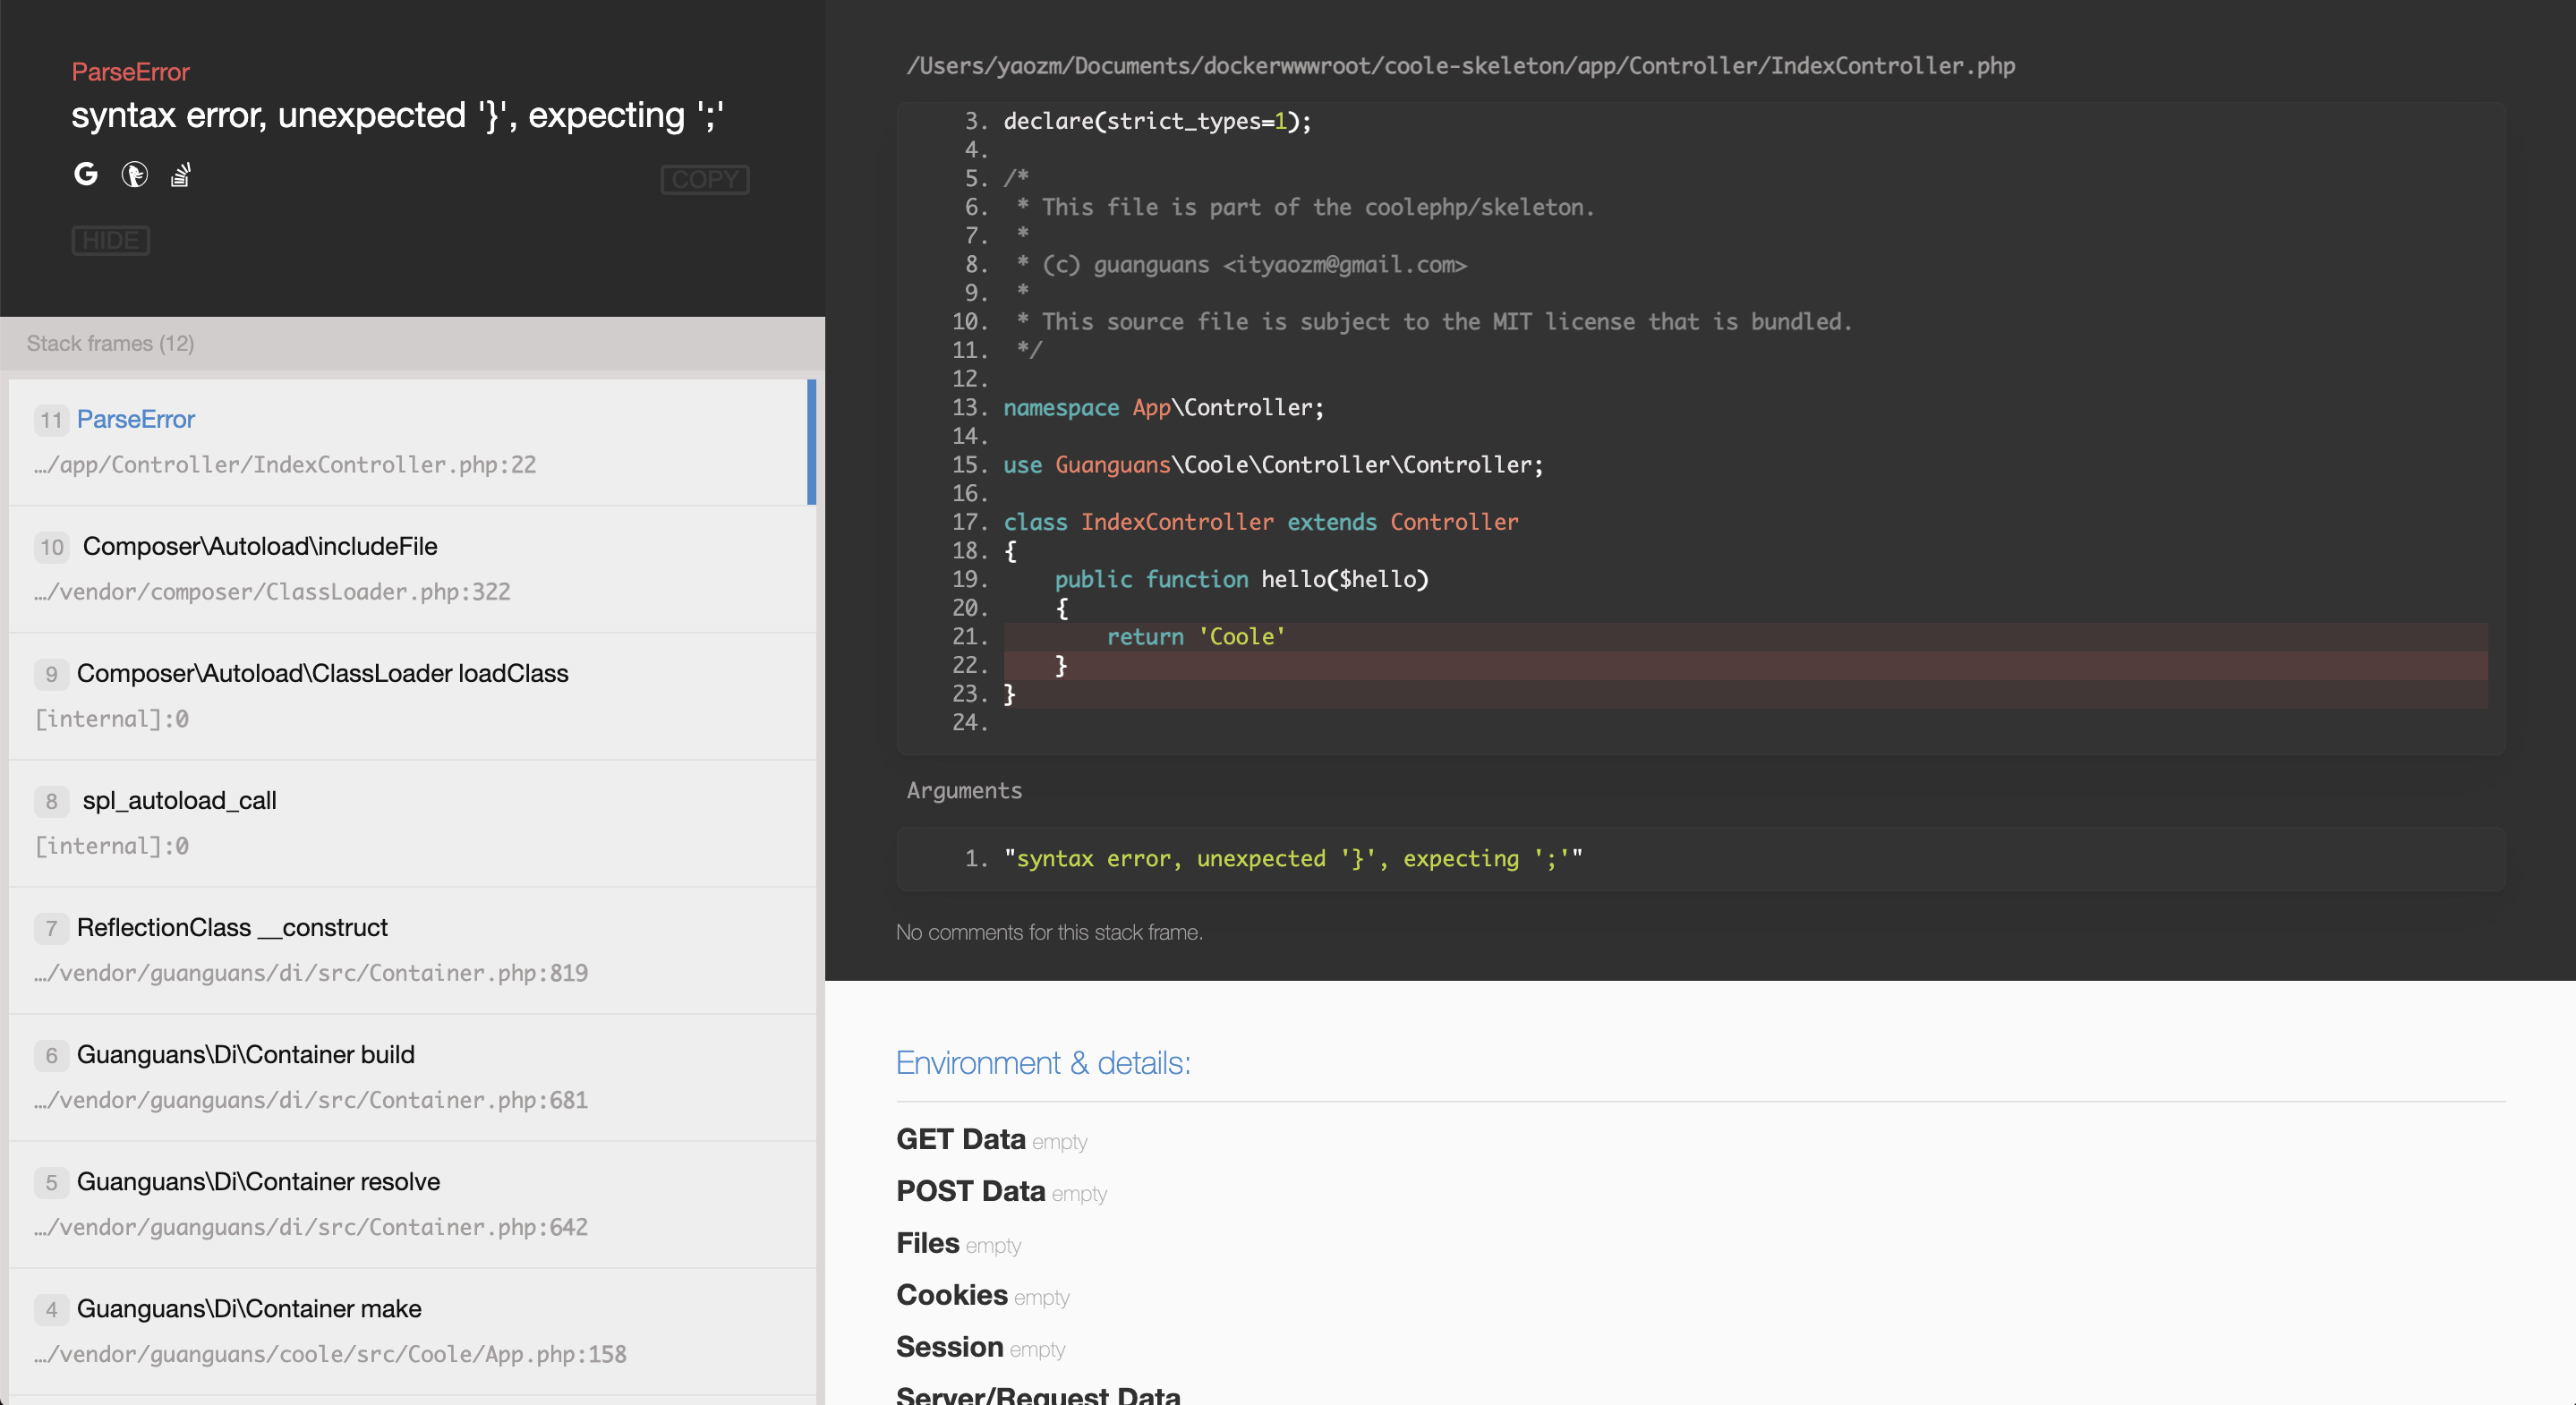 ParseError
syntax error, unexpected '}', expecting ';'
COPY
HIDE
Stack frames (12)
11 ParseError
…/app/Controller/IndexController.php:22
10 Composer\Autoload\includeFile
…/vendor/composer/ClassLoader.php:322
9 Composer\Autoload\ClassLoader loadClass
[internal]:0
8 spl_autoload_call
[internal]:0
7 ReflectionClass __construct
…/vendor/guanguans/di/src/Container.php:819
6 Guanguans\Di\Container build
…/vendor/guanguans/di/src/Container.php:681
5 Guanguans\Di\Container resolve
…/vendor/guanguans/di/src/Container.php:642
4 Guanguans\Di\Container make
…/vendor/guanguans/coole/src/Coole/App.php:158
/Users/yaozm/Documents/dockerwwwroot/coole-skeleton/app/Controller/IndexController.php
3. declare(strict_types=1);
4.
5. /*
6.  * This file is part of the coolephp/skeleton.
7.  *
8.  * (c) guanguans <ityaozm@gmail.com>
9.  *
10.  * This source file is subject to the MIT license that is bundled.
11.  */
12.
13. namespace App\Controller;
14.
15. use Guanguans\Coole\Controller\Controller;
16.
17. class IndexController extends Controller
18. {
19.     public function hello($hello)
20.     {
21.         return 'Coole'
22.     }
23. }
24.
Arguments
1. "syntax error, unexpected '}', expecting ';'"
No comments for this stack frame.
Environment & details:
GET Data empty
POST Data empty
Files empty
Cookies empty
Session empty
Server/Request Data